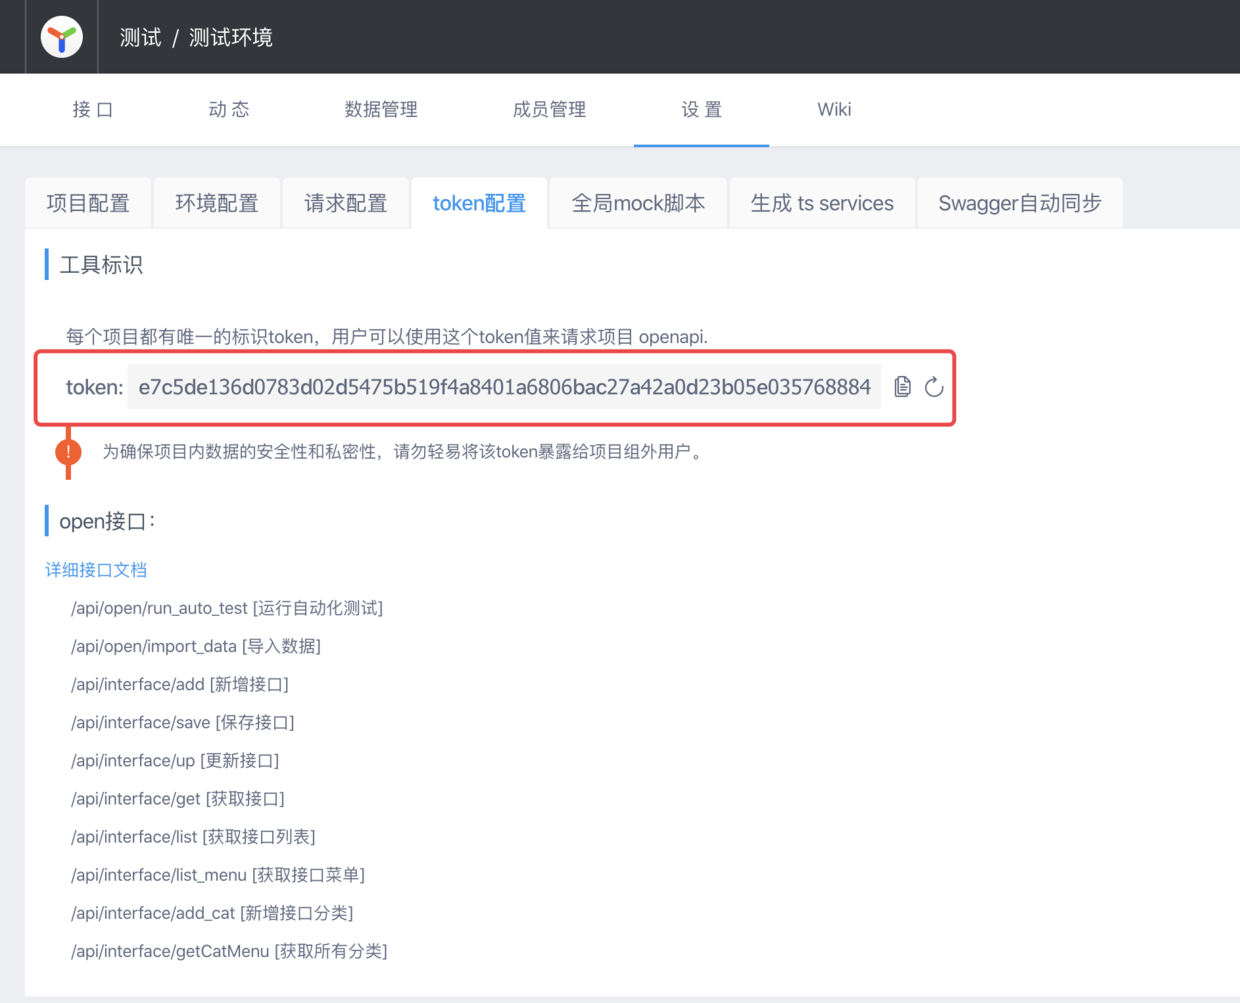 测试 / 测试环境
接 口 动 态 数据管理 成员管理 设 置 Wiki
项目配置 环境配置 请求配置 token配置 全局mock脚本 生成 ts services Swagger自动同步
工具标识
每个项目都有唯一的标识token，用户可以使用这个token值来请求项目 openapi.
token: e7c5de136d0783d02d5475b519f4a8401a6806bac27a42a0d23b05e035768884
为确保项目内数据的安全性和私密性，请勿轻易将该token暴露给项目组外用户。
open接口：
详细接口文档
/api/open/run_auto_test [运行自动化测试]
/api/open/import_data [导入数据]
/api/interface/add [新增接口]
/api/interface/save [保存接口]
/api/interface/up [更新接口]
/api/interface/get [获取接口]
/api/interface/list [获取接口列表]
/api/interface/list_menu [获取接口菜单]
/api/interface/add_cat [新增接口分类]
/api/interface/getCatMenu [获取所有分类]